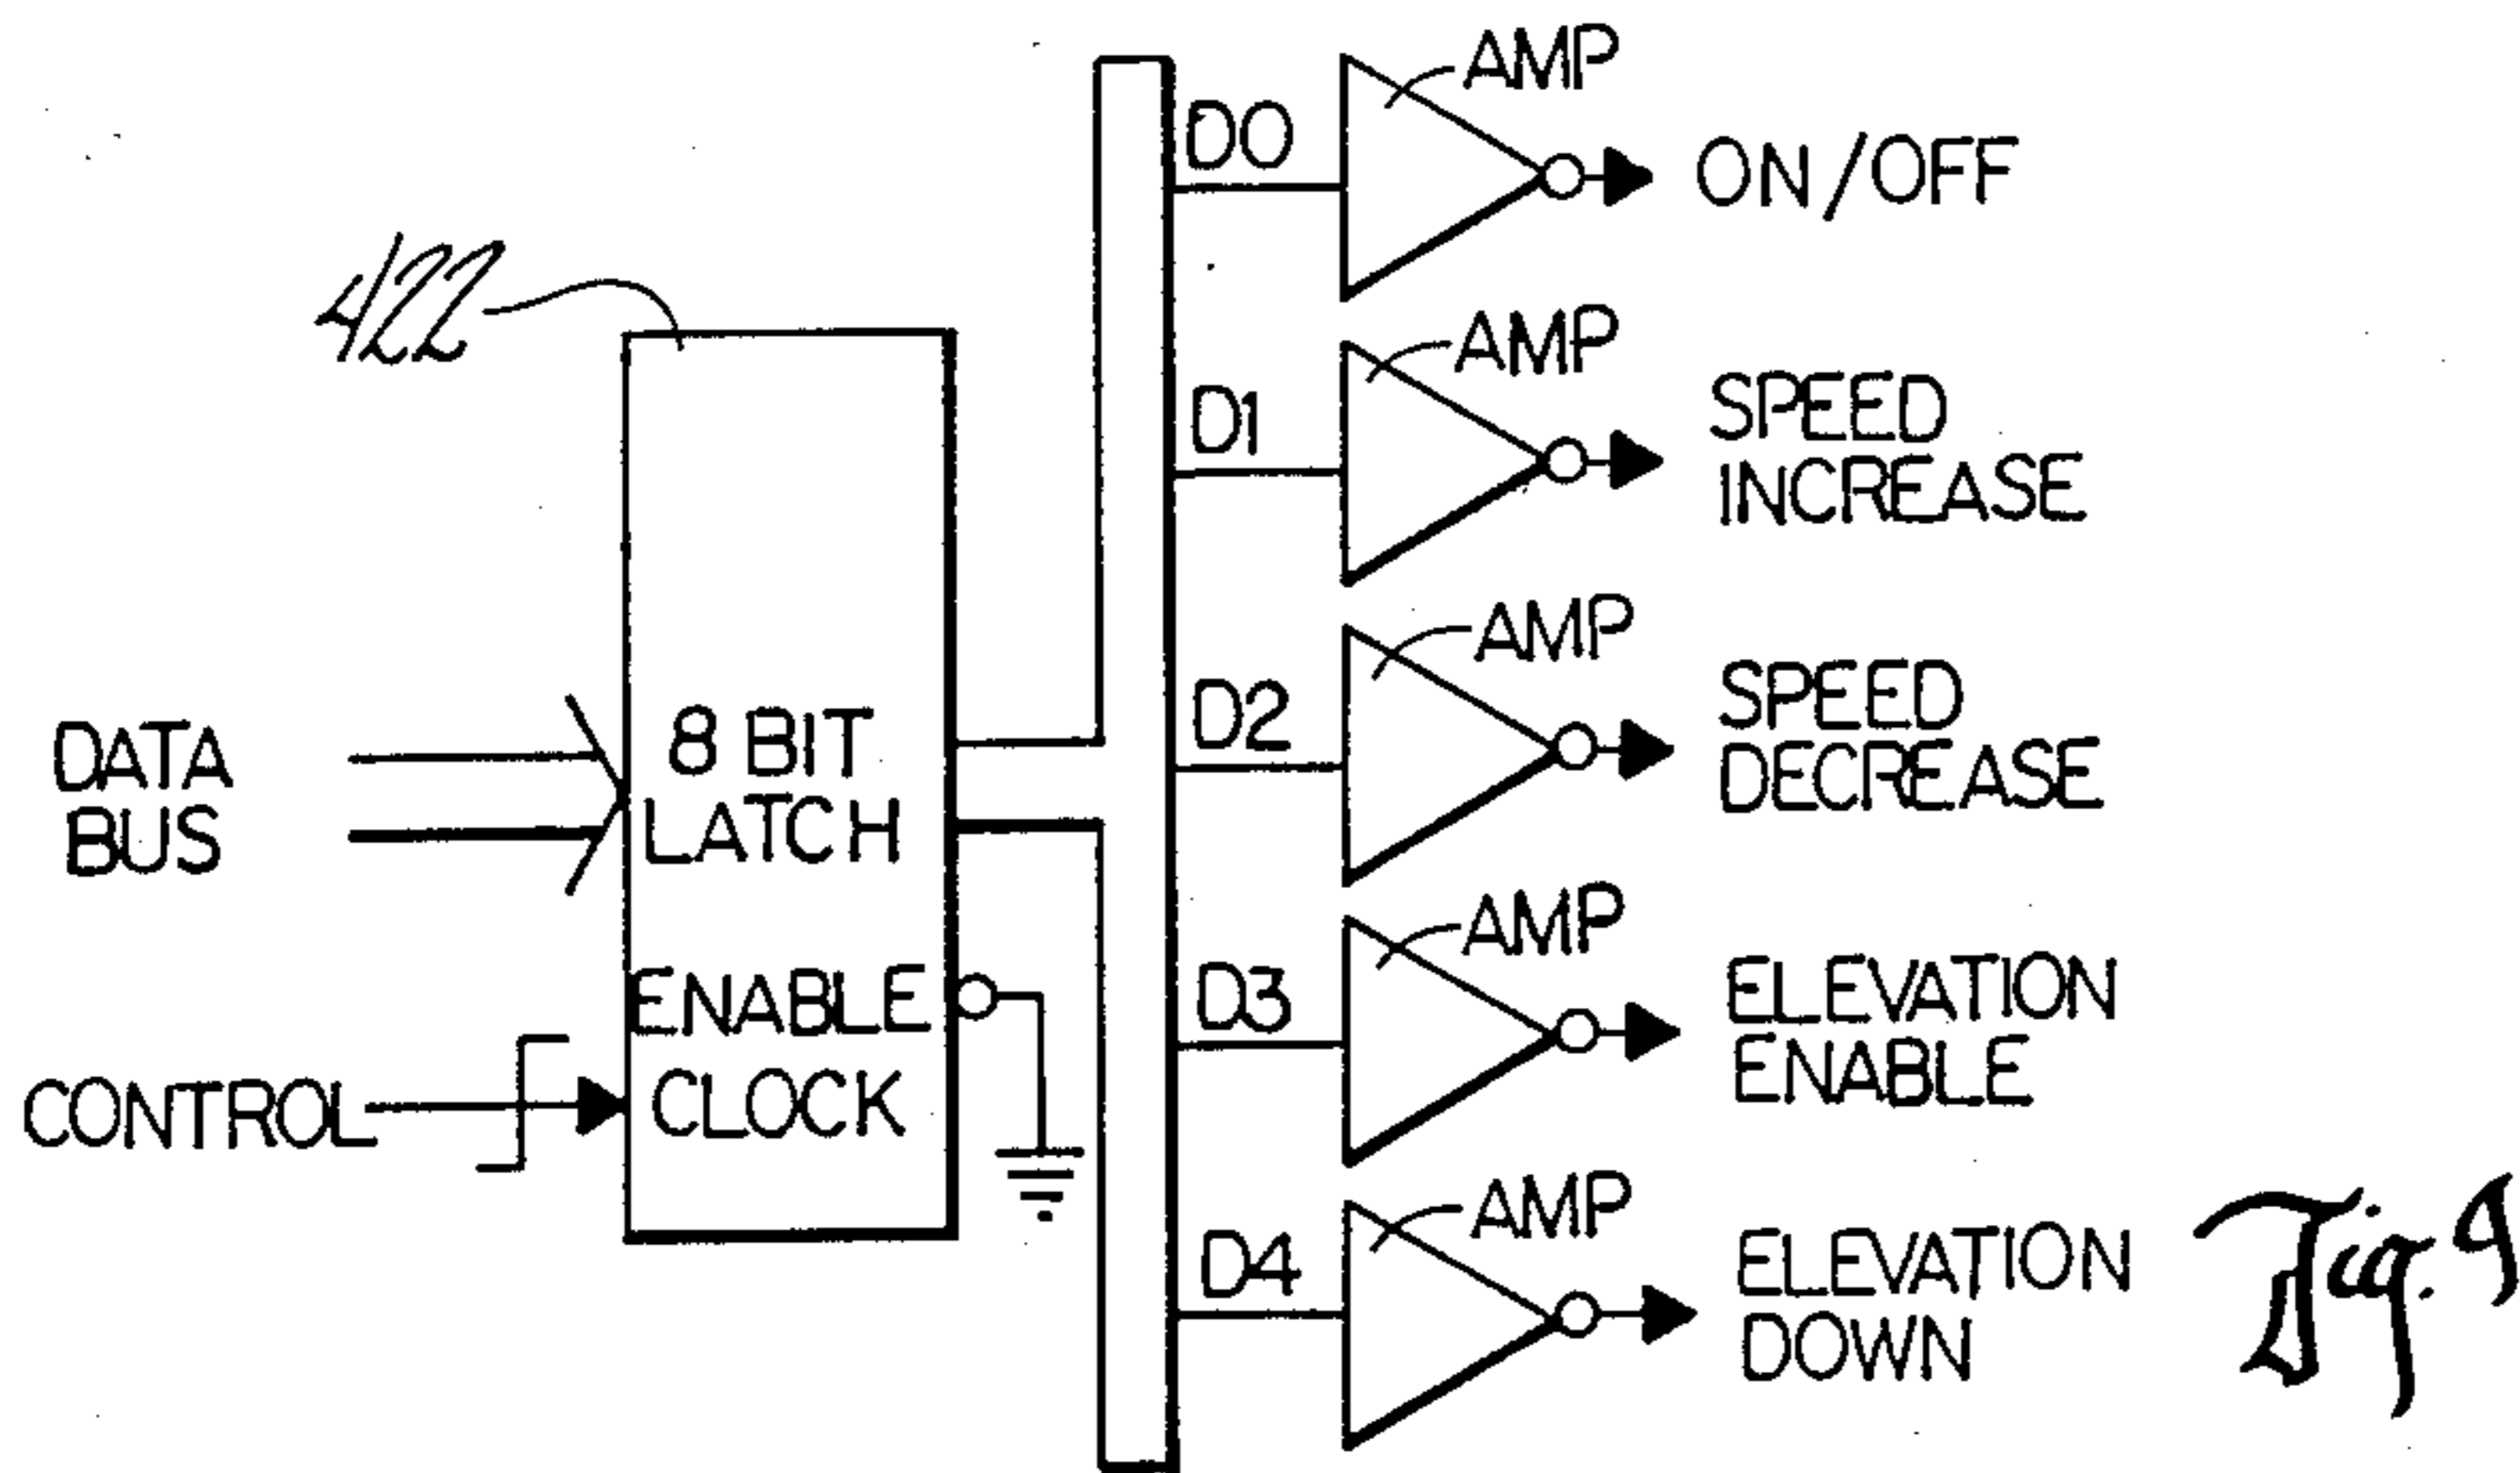 AMP
D0
ON/OFF
422
AMP
D1
SPEED
INCREASE
AMP
D2
SPEED
DECREASE
DATA
BUS
8 BIT
LATCH
AMP
D3
ELEVATION
ENABLE
ENABLE
CONTROL
CLOCK
AMP
D4
ELEVATION
DOWN
Fig. 9